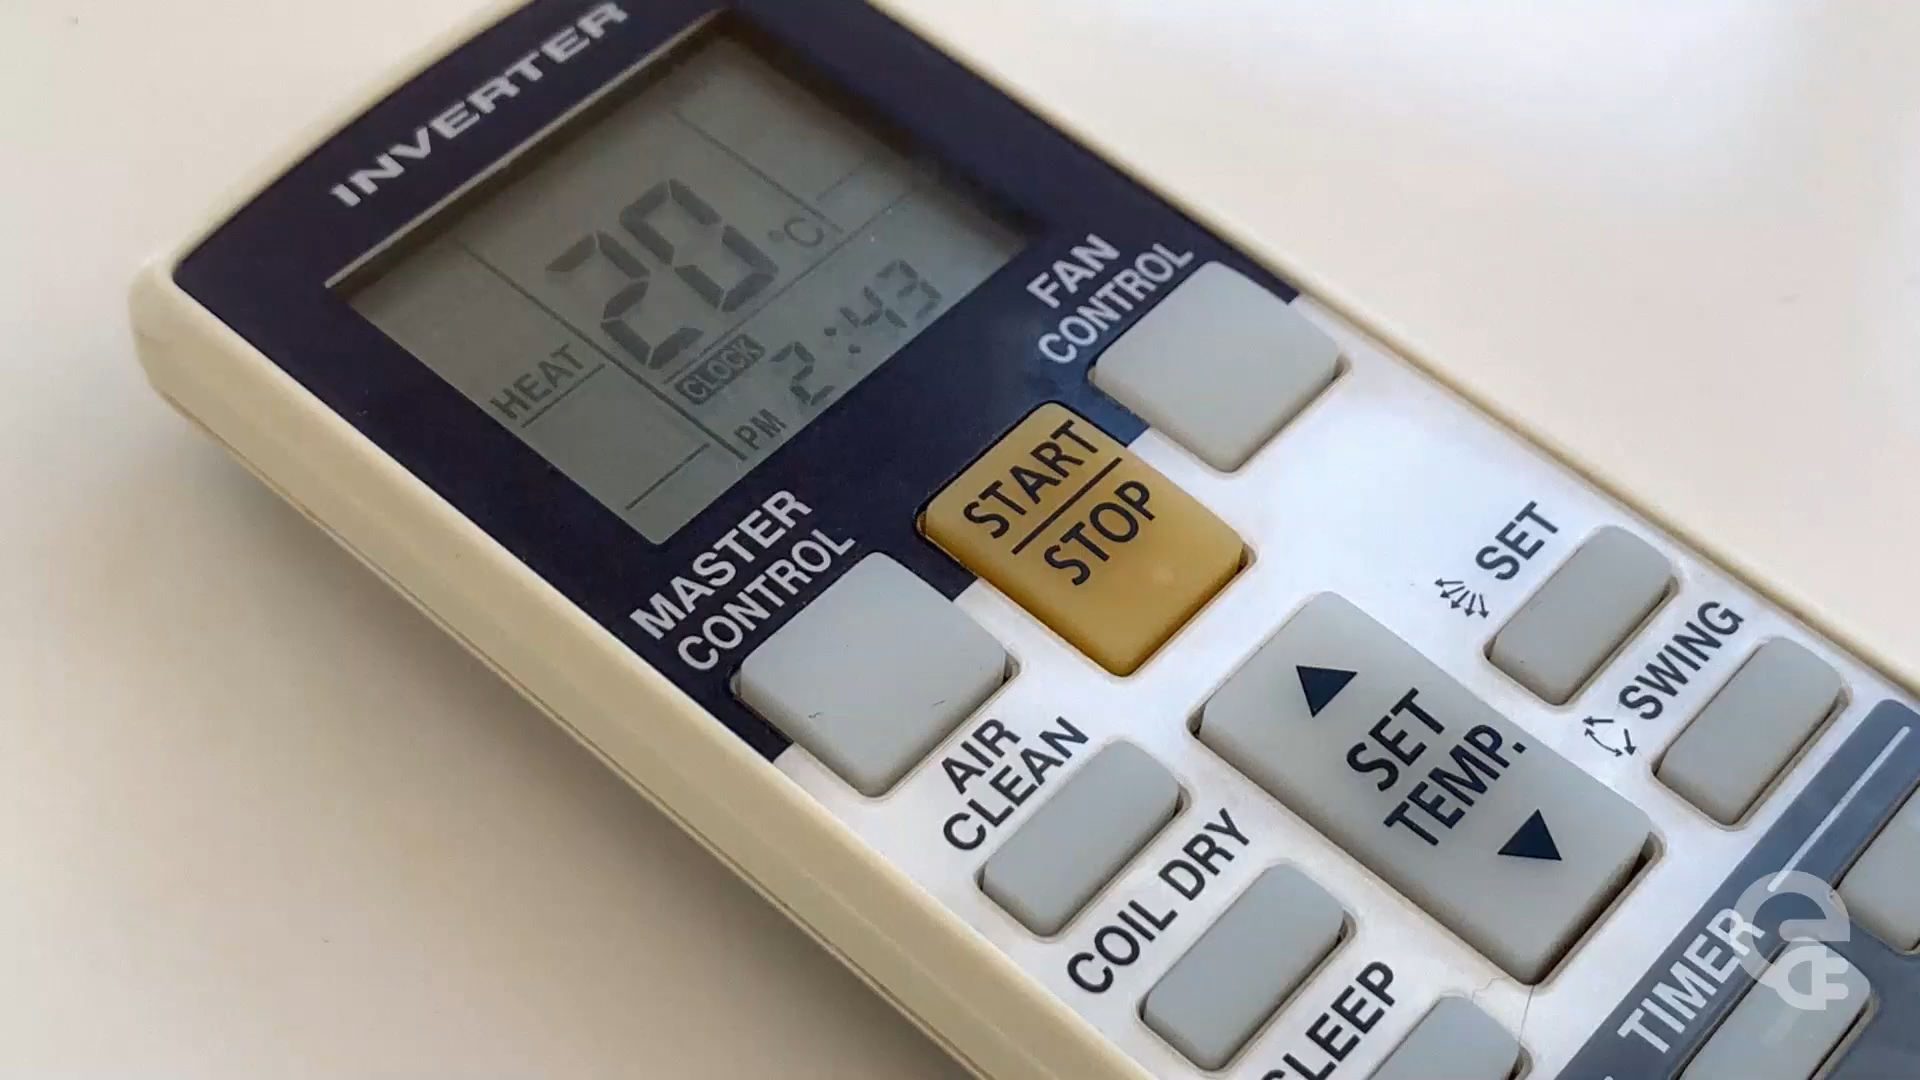 INVERTER
HEAT
20°C
CLOCK
PM 2:43
FAN
CONTROL
MASTER
CONTROL
START
STOP
SET
SWING
AIR
CLEAN
SET
TEMP.
COIL DRY
SLEEP
TIMER